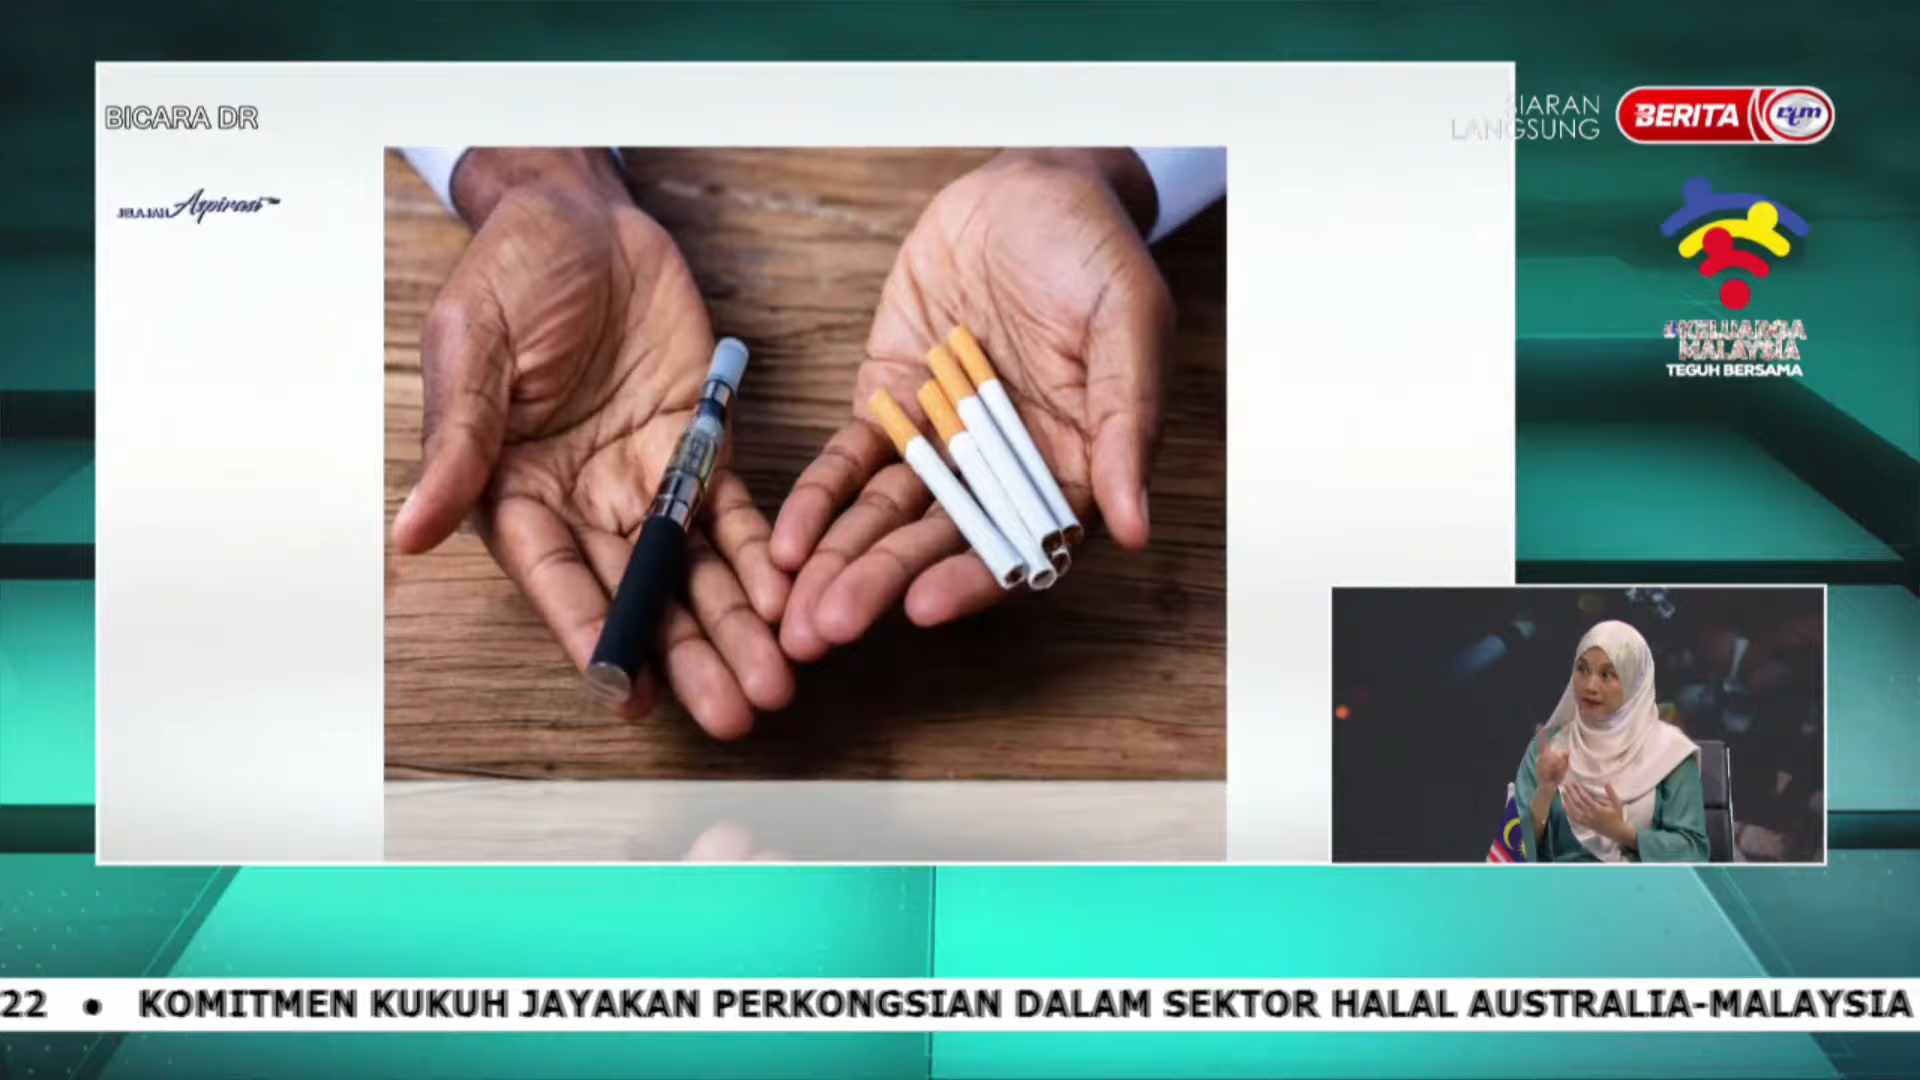 BICARA DR
SIARAN
LANGSUNG
BERITA rtm
JELAJAH Aspirasi
#KELUARGA
MALAYSIA
TEGUH BERSAMA
22 • KOMITMEN KUKUH JAYAKAN PERKONGSIAN DALAM SEKTOR HALAL AUSTRALIA-MALAYSIA